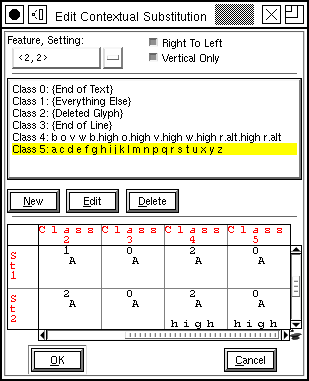 Edit Contextual Substitution
Feature, Setting:
<2,2>
Right To Left
Vertical Only
Class 0: {End of Text}
Class 1: {Everything Else}
Class 2: {Deleted Glyph}
Class 3: {End of Line}
Class 4: b o v w b.high o.high v.high w.high r.alt.high r.alt
Class 5: a c d e f g h i j k l m n p q r s t u x y z
New
Edit
Delete
Class 2
Class 3
Class 4
Class 5
St1
1
0
2
0
A
A
A
A
St2
2
0
2
0
A
A
A
A
high
high
OK
Cancel